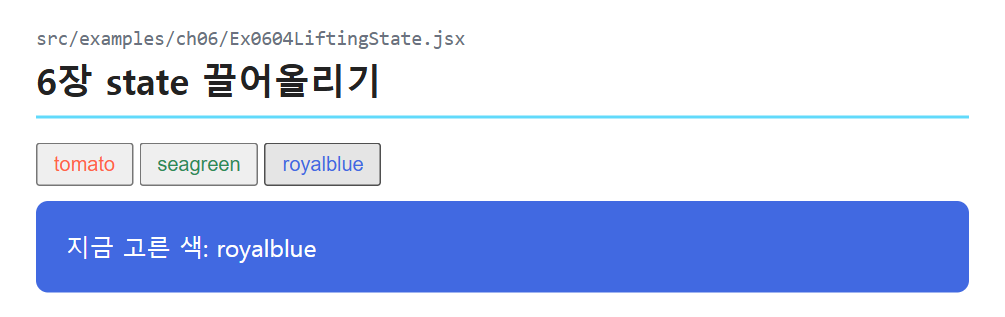 src/examples/ch06/Ex0604LiftingState.jsx
6장 state 끌어올리기
tomato seagreen royalblue
지금 고른 색: royalblue